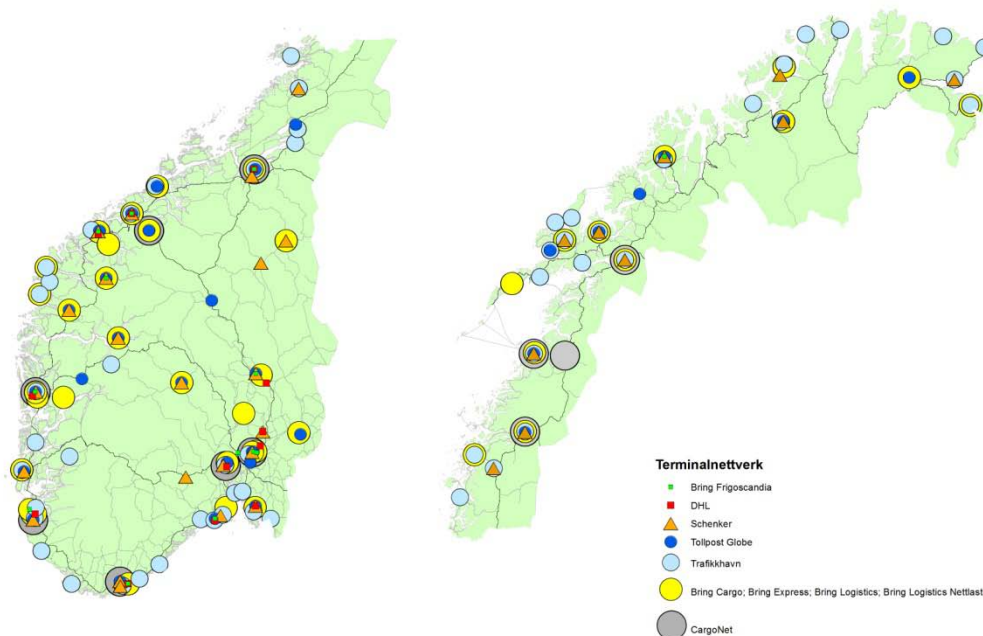 Terminalnettverk
Bring Frigoscandia
DHL
Schenker
Tollpost Globe
Trafikkhavn
Bring Cargo; Bring Express; Bring Logistics; Bring Logistics Nettlast
CargoNet